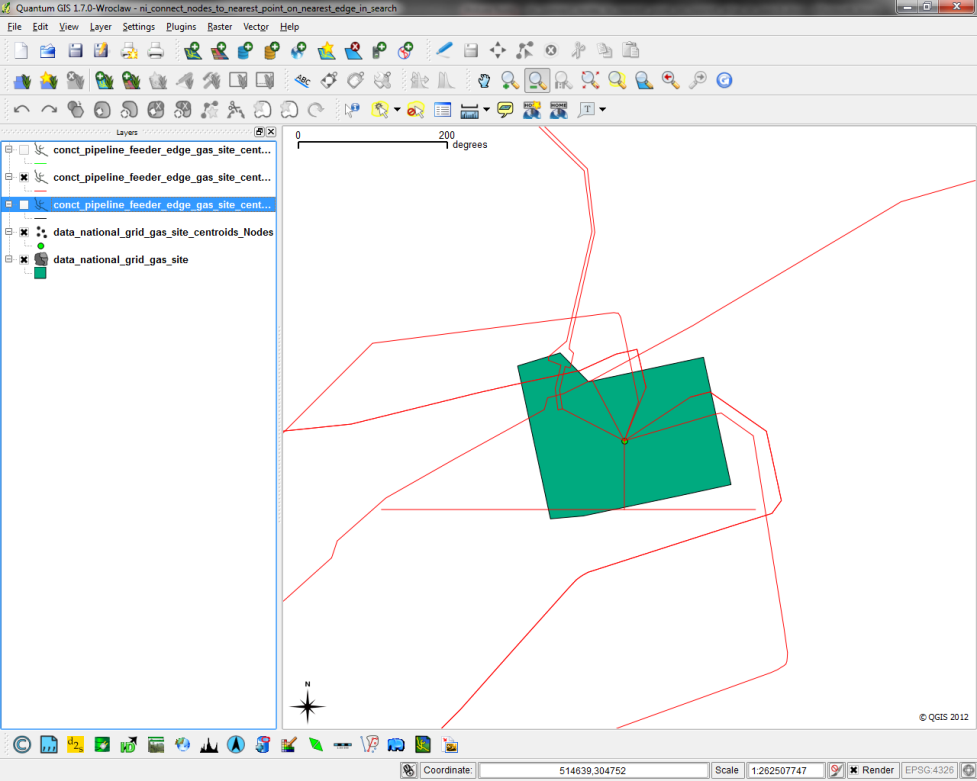 Quantum GIS 1.7.0-Wroclaw - ni_connect_nodes_to_nearest_point_on_nearest_edge_in_search
File Edit View Layer Settings Plugins Raster Vector Help
Layers
conct_pipeline_feeder_edge_gas_site_cent...
conct_pipeline_feeder_edge_gas_site_cent...
conct_pipeline_feeder_edge_gas_site_cent...
data_national_grid_gas_site_centroids_Nodes
data_national_grid_gas_site
0 200
degrees
N
© QGIS 2012
Coordinate: 514639,304752 Scale 1:262507747 Render EPSG:4326